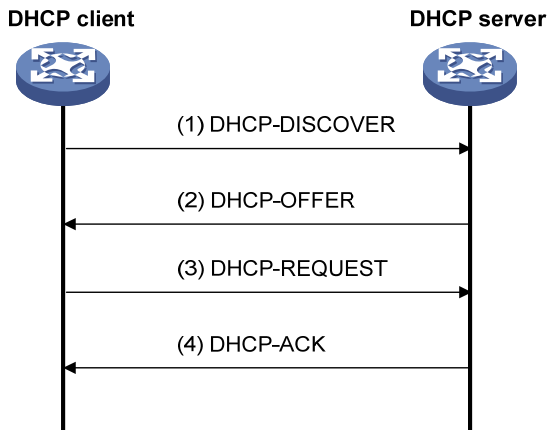 DHCP client
DHCP server
(1) DHCP-DISCOVER
(2) DHCP-OFFER
(3) DHCP-REQUEST
(4) DHCP-ACK